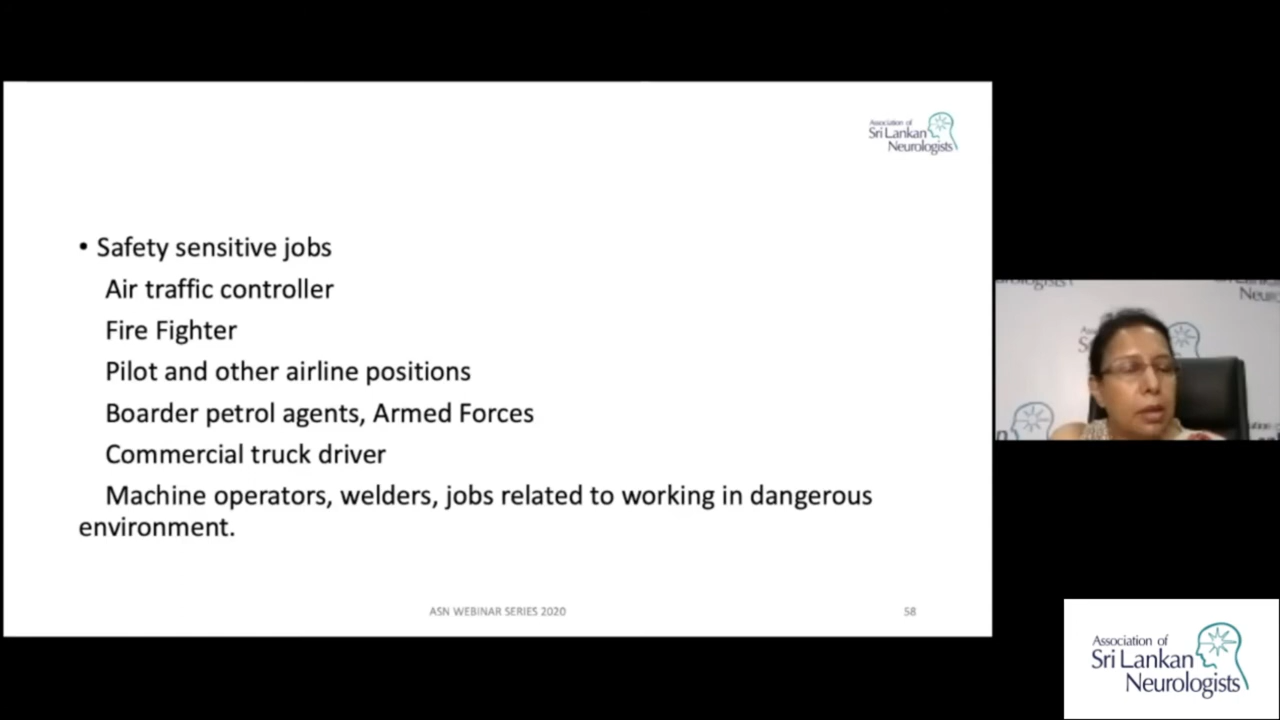 Association of
Sri Lankan
Neurologists
• Safety sensitive jobs
Air traffic controller
Fire Fighter
Pilot and other airline positions
Boarder petrol agents, Armed Forces
Commercial truck driver
Machine operators, welders, jobs related to working in dangerous
environment.
ASN WEBINAR SERIES 2020
58
Association of
Sri Lankan
Neurologists